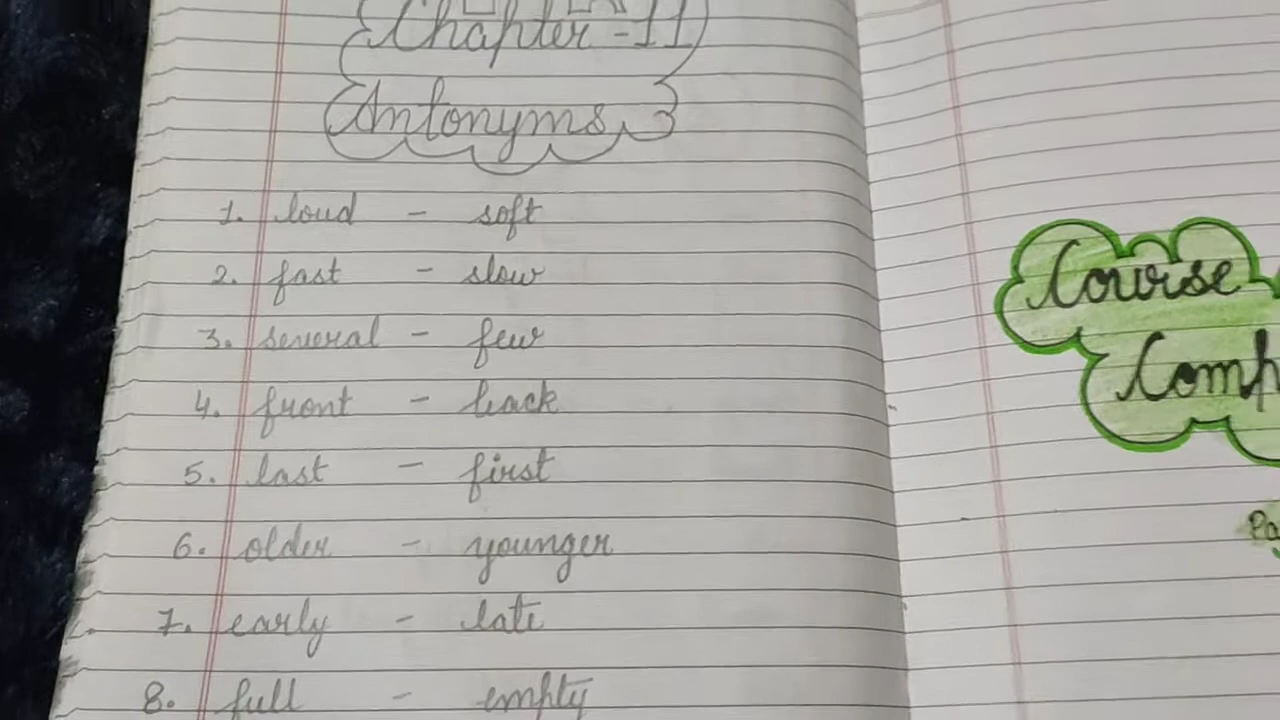 Chapter-11
Antonyms
1. loud - soft
2. fast - slow
3. several - few
4. front - back
5. last - first
6. older - younger
7. early - late
8. full - empty
Course